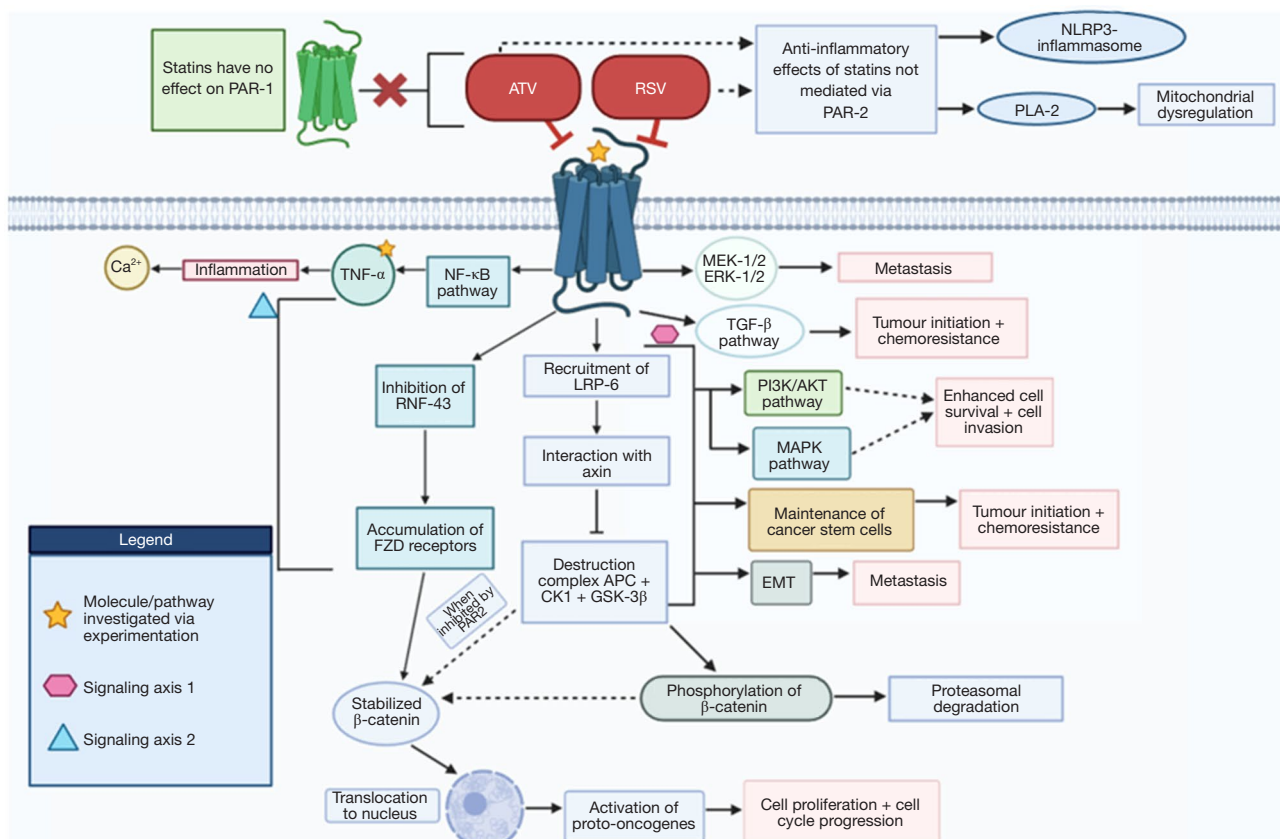 Statins have no
effect on PAR-1
ATV
RSV
Anti-inflammatory
effects of statins not
mediated via
PAR-2
NLRP3-
inflammasome
PLA-2
Mitochondrial
dysregulation
Ca2+
Inflammation
TNF-α
NF-κB
pathway
MEK-1/2
ERK-1/2
Metastasis
TGF-β
pathway
Tumour initiation +
chemoresistance
Inhibition of
RNF-43
Recruitment of
LRP-6
PI3K/AKT
pathway
Enhanced cell
survival + cell
invasion
MAPK
pathway
Interaction with
axin
Maintenance of
cancer stem cells
Tumour initiation +
chemoresistance
Accumulation of
FZD receptors
Destruction
complex APC +
CK1 + GSK-3β
EMT
Metastasis
When
inhibited by
PAR2
Legend
Molecule/pathway
investigated via
experimentation
Signaling axis 1
Signaling axis 2
Stabilized
β-catenin
Phosphorylation of
β-catenin
Proteasomal
degradation
Translocation
to nucleus
Activation of
proto-oncogenes
Cell proliferation + cell
cycle progression